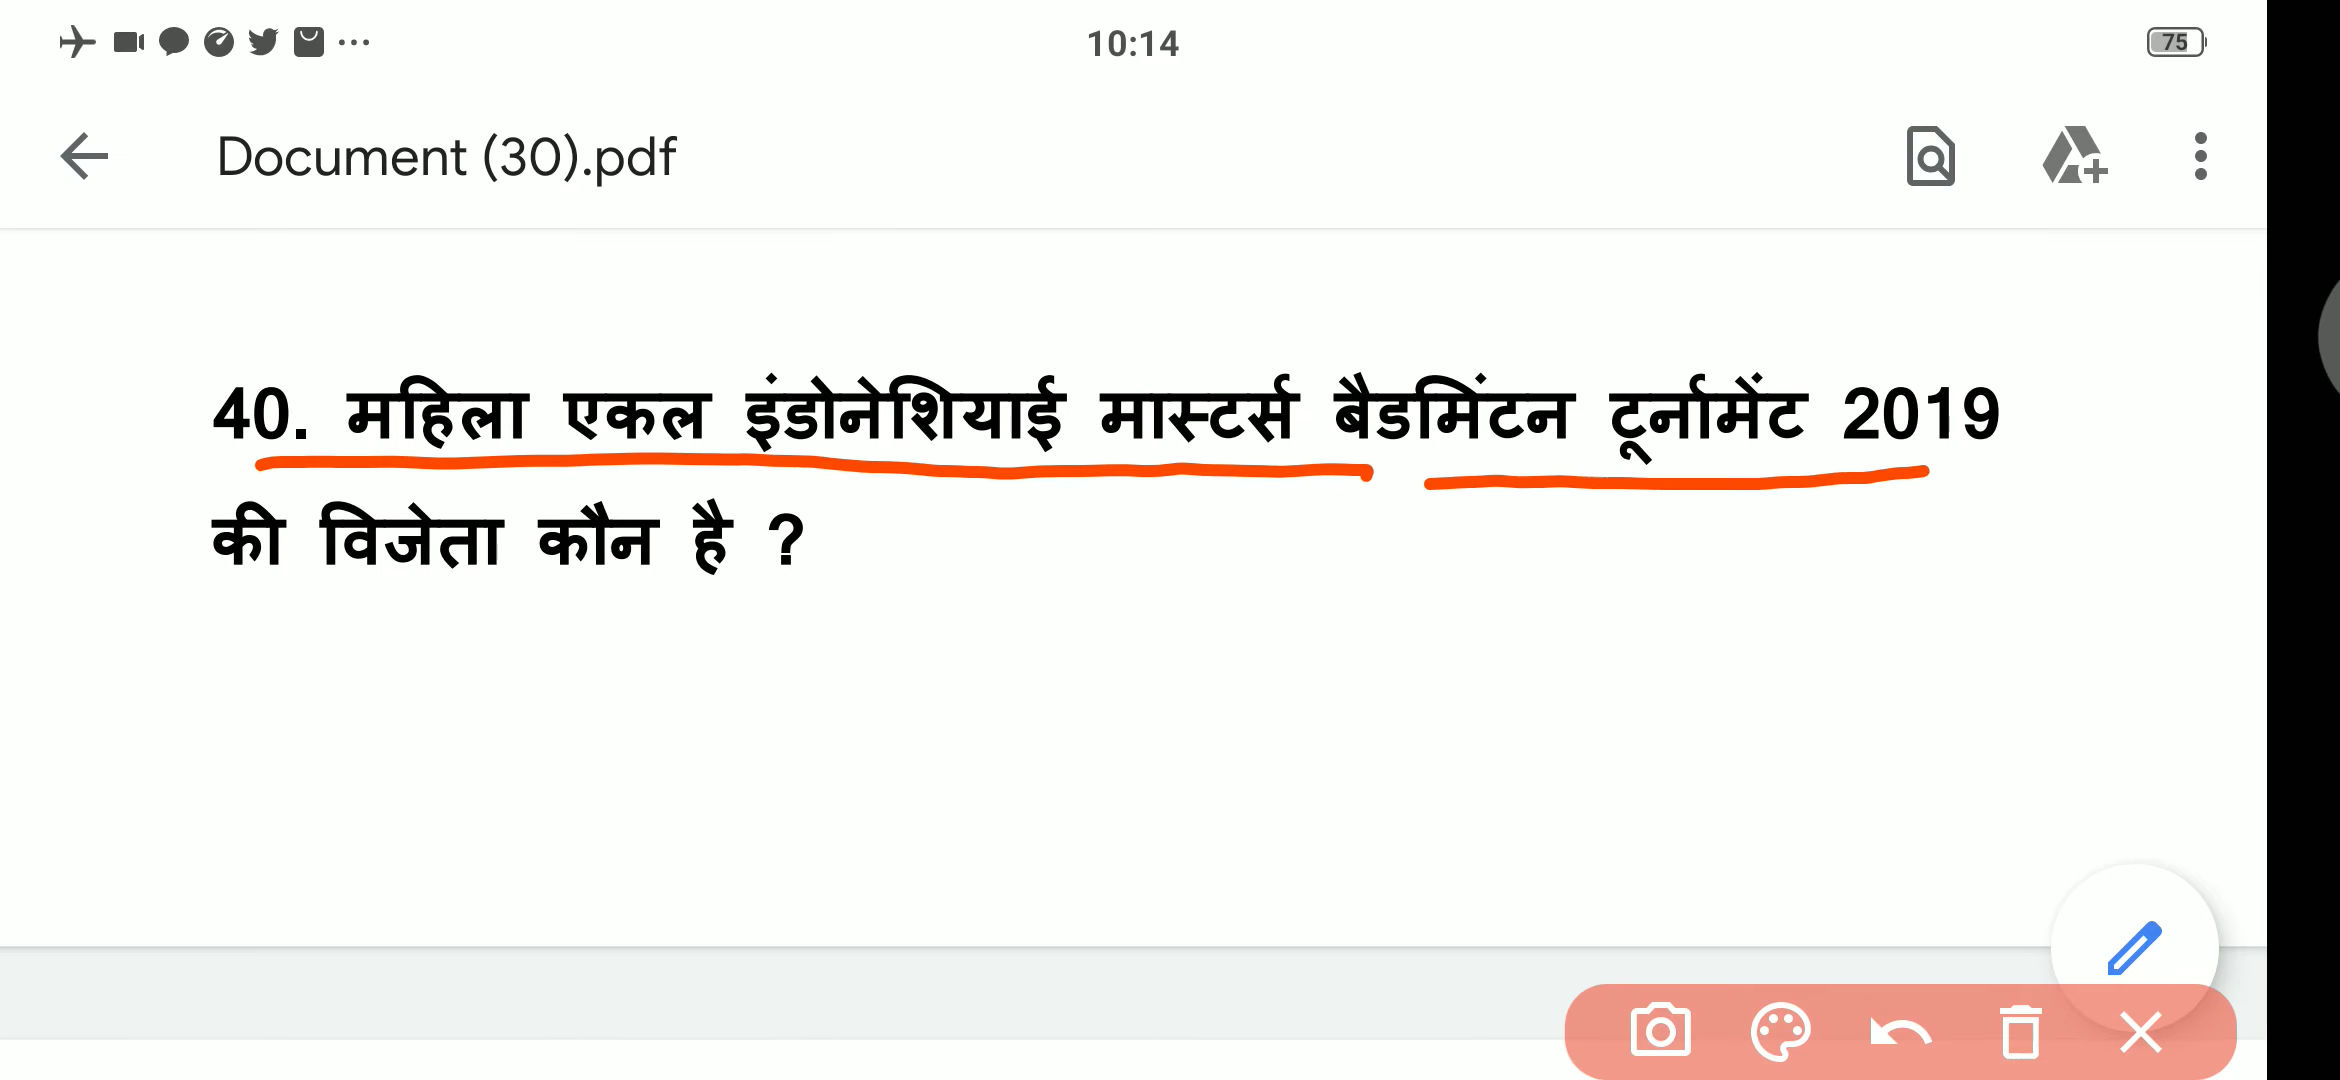 10:14
75
Document (30).pdf
40. महिला एकल इंडोनेशियाई मास्टर्स बैडमिंटन टूर्नामेंट 2019
की विजेता कौन है ?